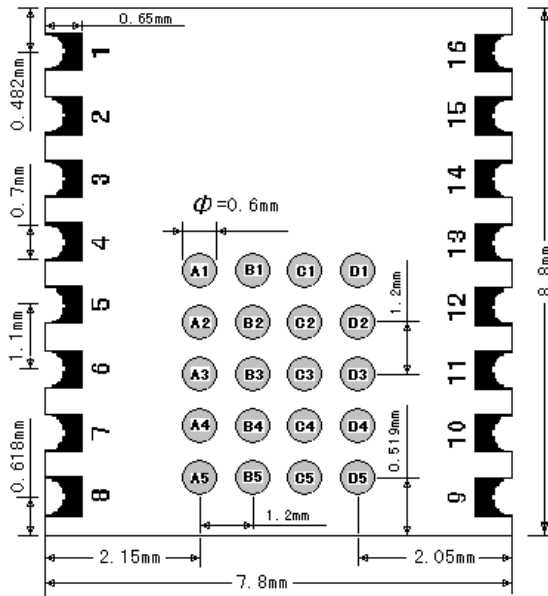 0.65mm
0.482mm
0.7mm
1.1mm
0.618mm
1
2
3
4
5
6
7
8
16
15
14
13
12
11
10
9
ф=0.6mm
A1 B1 C1 D1
A2 B2 C2 D2
A3 B3 C3 D3
A4 B4 C4 D4
A5 B5 C5 D5
1.2mm
0.519mm
8.8mm
1.2mm
2.15mm
2.05mm
7.8mm